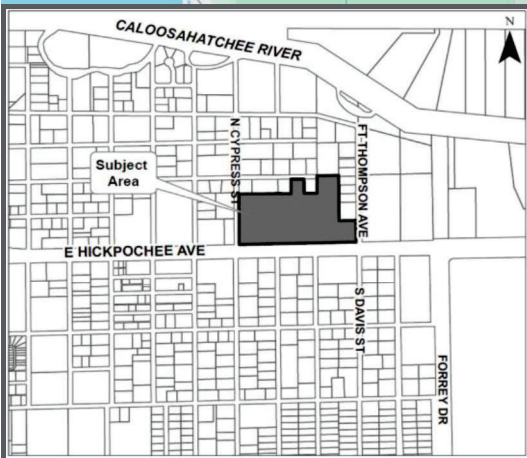 CALOOSAHATCHEE RIVER
N
N CYPRESS ST
FT-THOMPSON AVE
Subject
Area
E HICKPOCHEE AVE
S DAVIS ST
FORREY DR